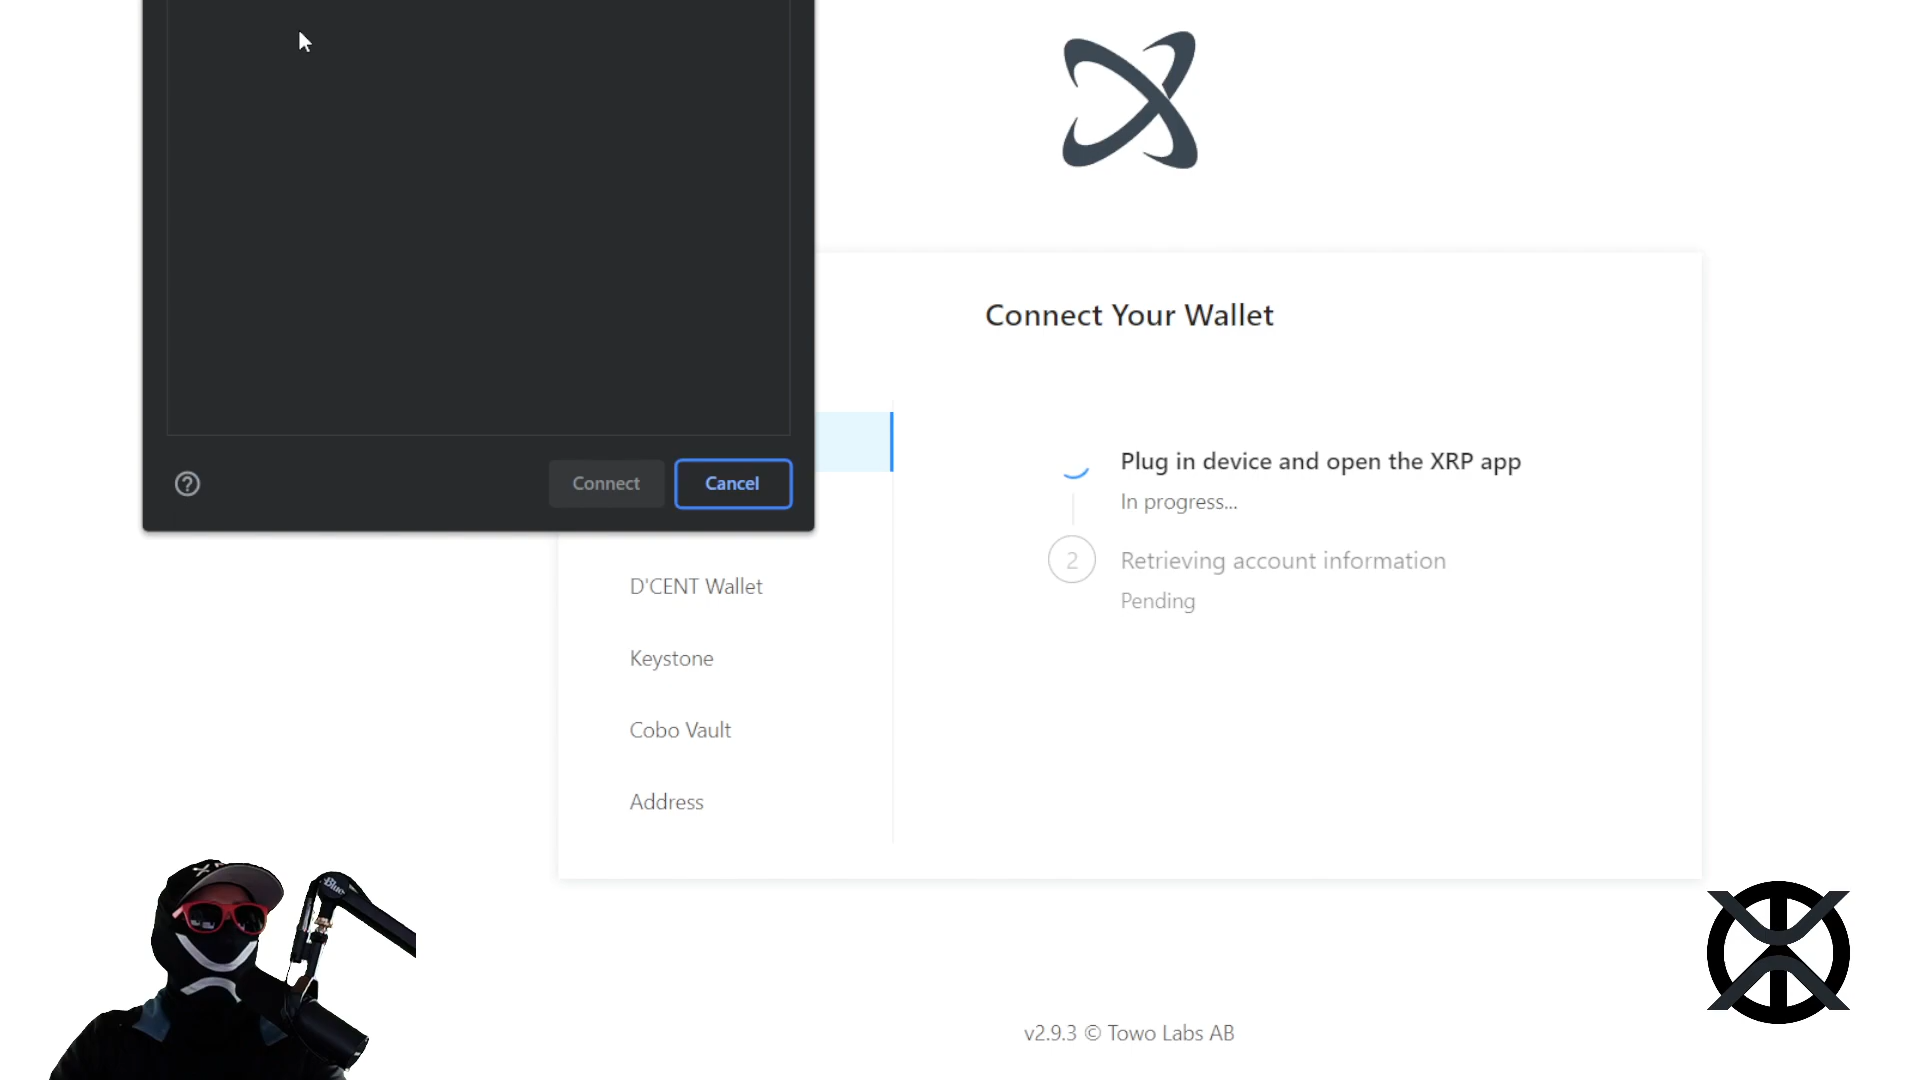 Connect Your Wallet
Connect
Cancel
Plug in device and open the XRP app
In progress...
2
Retrieving account information
Pending
D'CENT Wallet
Keystone
Cobo Vault
Address
Blue
v2.9.3 © Towo Labs AB